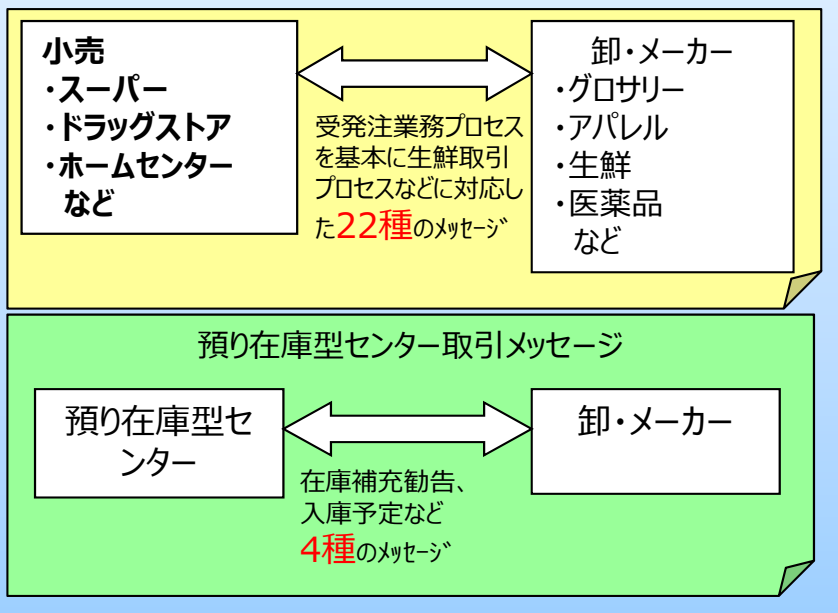 小売
・スーパー
・ドラッグストア
・ホームセンター
など
受発注業務プロセス
を基本に生鮮取引
プロセスなどに対応し
た22種のﾒｯｾｰｼﾞ
卸・メーカー
・グロサリー
・アパレル
・生鮮
・医薬品
など
預り在庫型センター取引メッセージ
預り在庫型セ
ンター
在庫補充勧告、
入庫予定など
4種のﾒｯｾｰｼﾞ
卸・メーカー